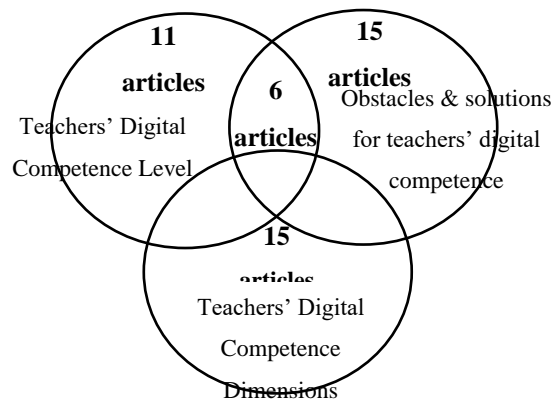 11
articles
Teachers' Digital
Competence Level
6
articles
15
articles
Obstacles & solutions
for teachers' digital
competence
15
articles
Teachers' Digital
Competence
Dimensions